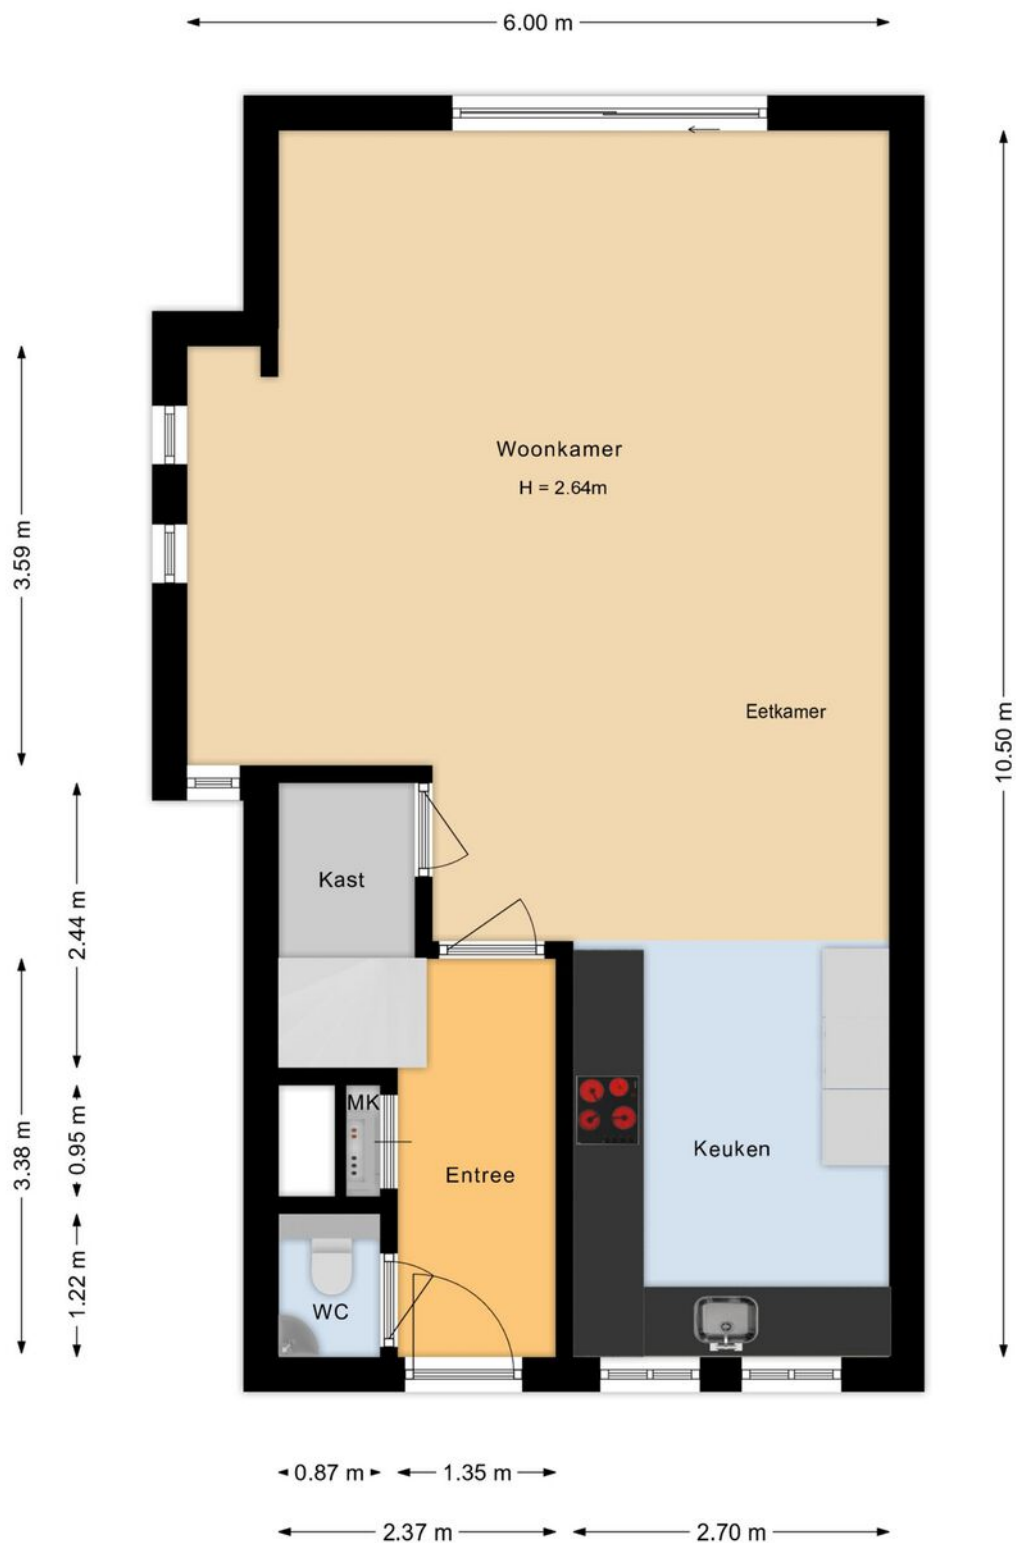 6.00 m
Woonkamer
H = 2.64m
3.59 m
Eetkamer
10.50 m
Kast
2.44 m
MK
0.95 m
3.38 m
Keuken
Entree
1.22 m
WC
0.87 m
1.35 m
2.37 m
2.70 m